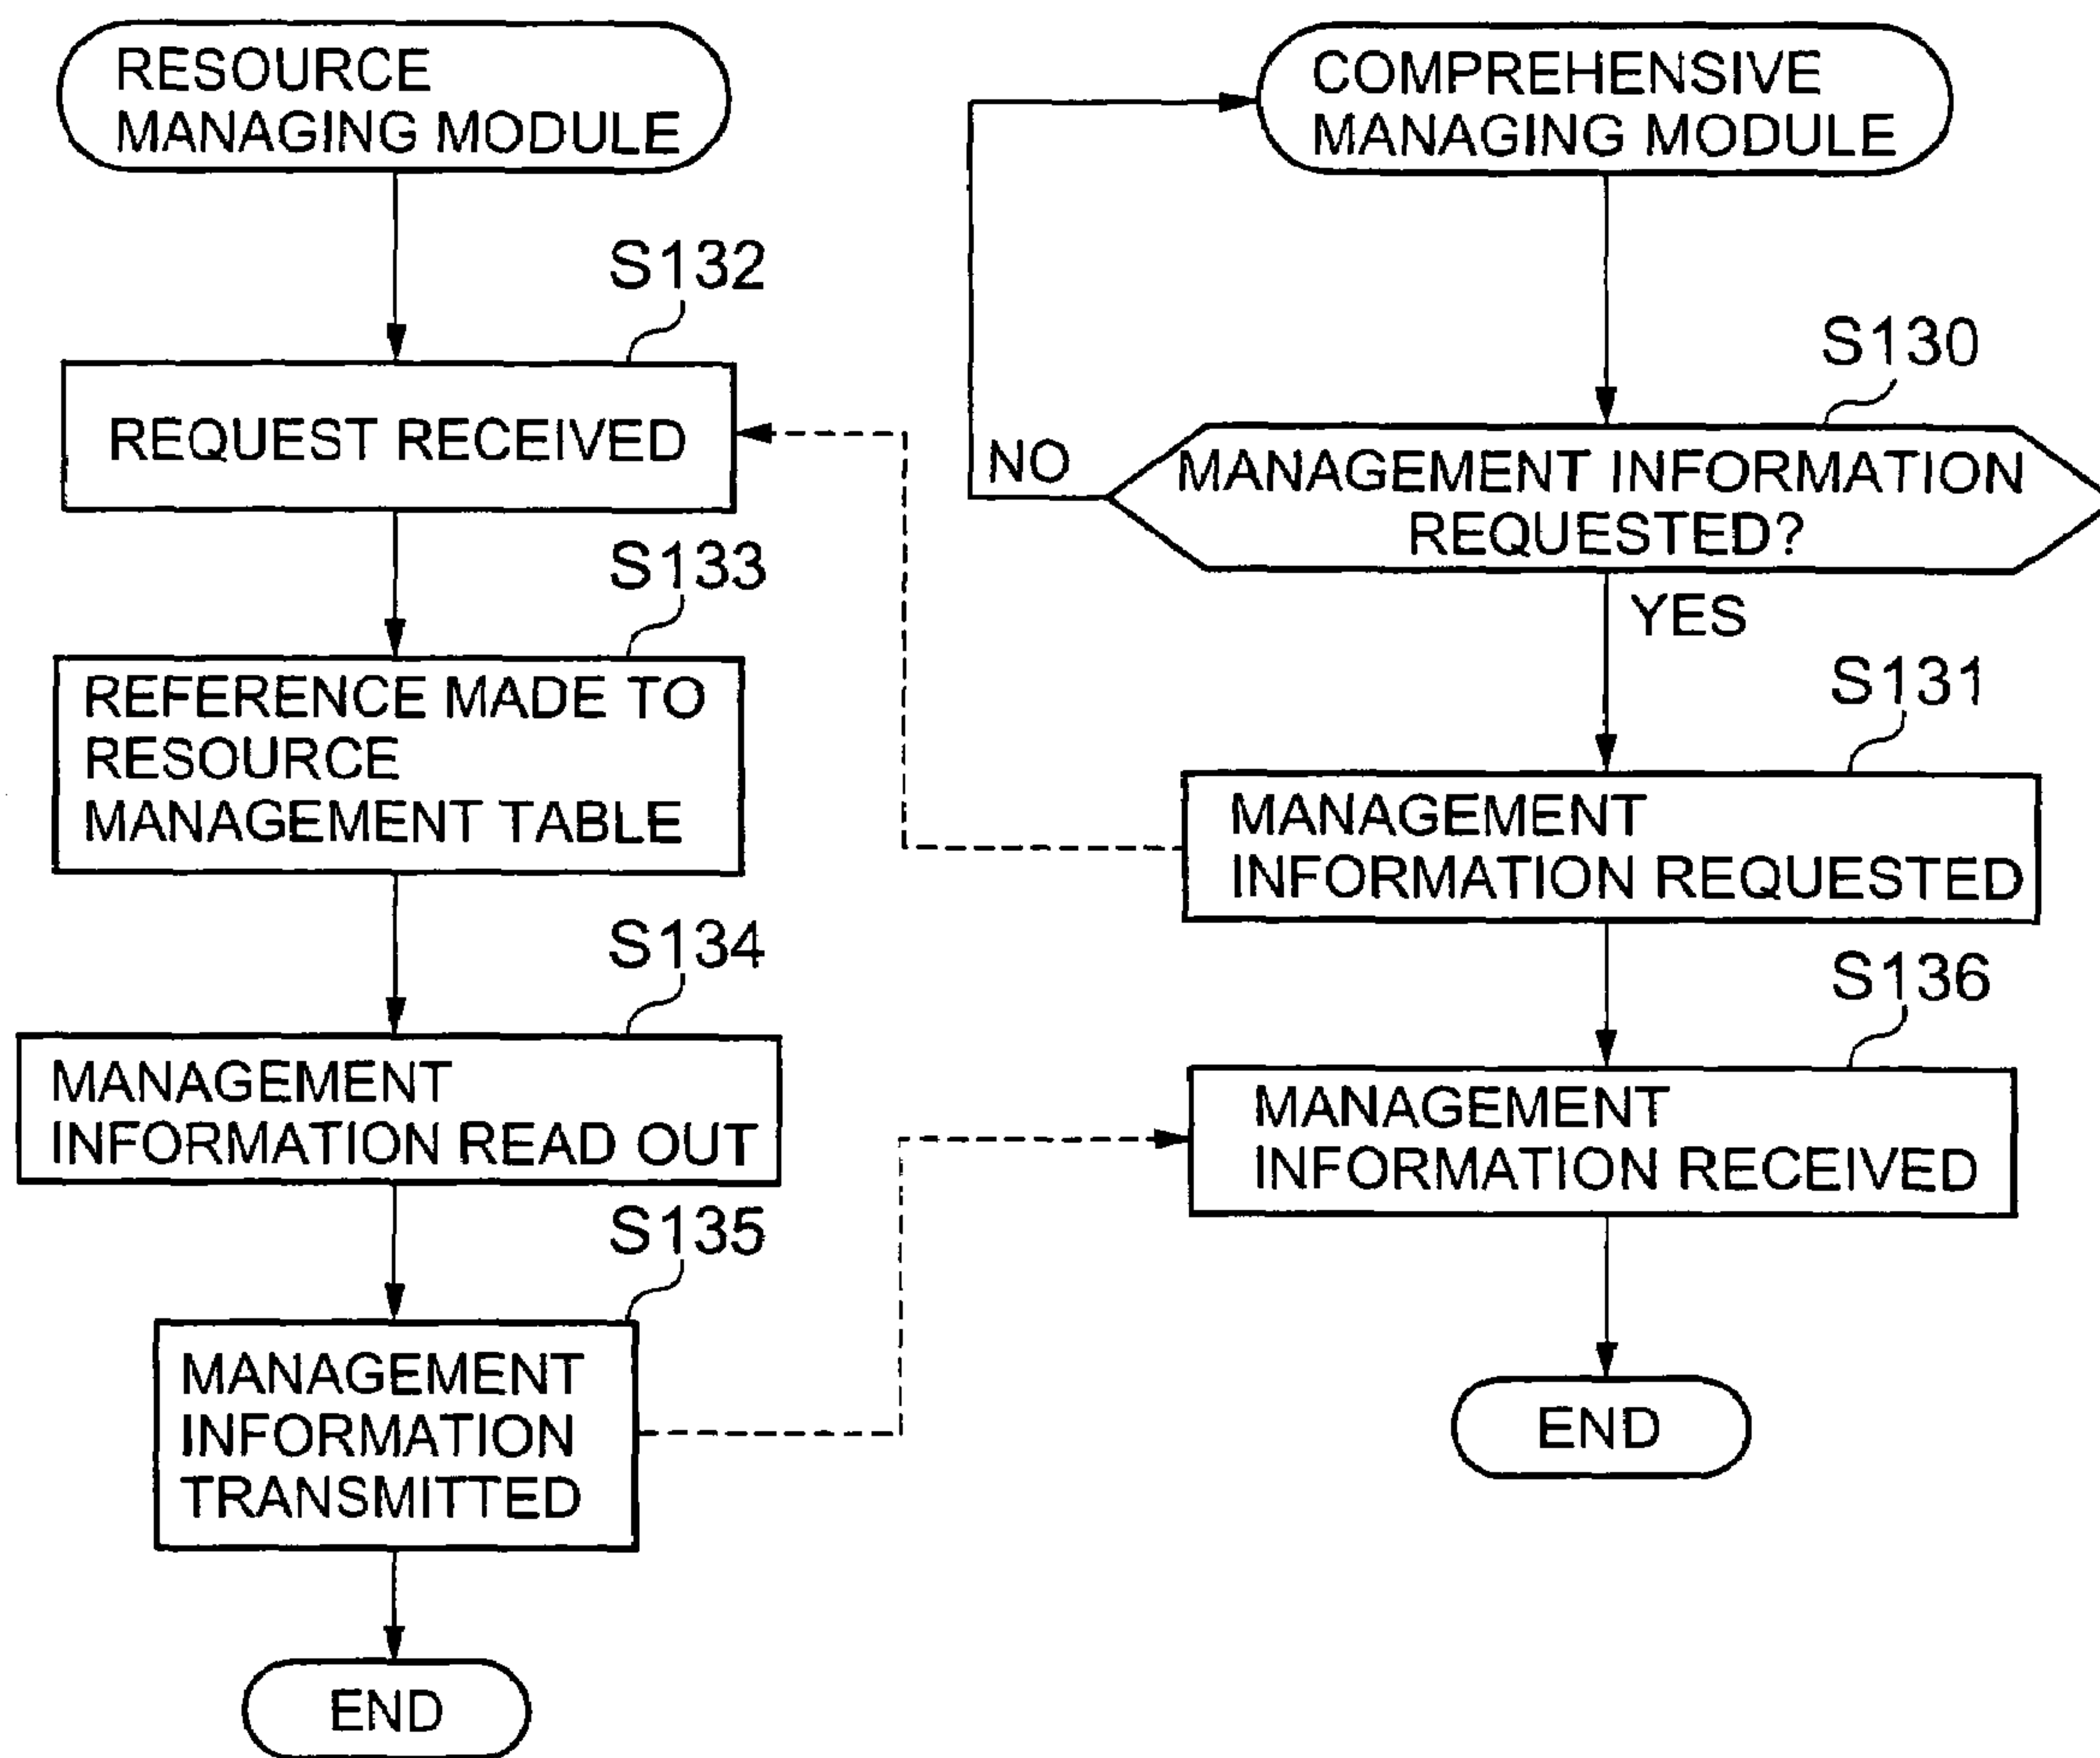 RESOURCE
MANAGING MODULE
S132
REQUEST RECEIVED
S133
REFERENCE MADE TO
RESOURCE
MANAGEMENT TABLE
S134
MANAGEMENT
INFORMATION READ OUT
S135
MANAGEMENT
INFORMATION
TRANSMITTED
END
COMPREHENSIVE
MANAGING MODULE
S130
NO
MANAGEMENT INFORMATION
REQUESTED?
YES
S131
MANAGEMENT
INFORMATION REQUESTED
S136
MANAGEMENT
INFORMATION RECEIVED
END